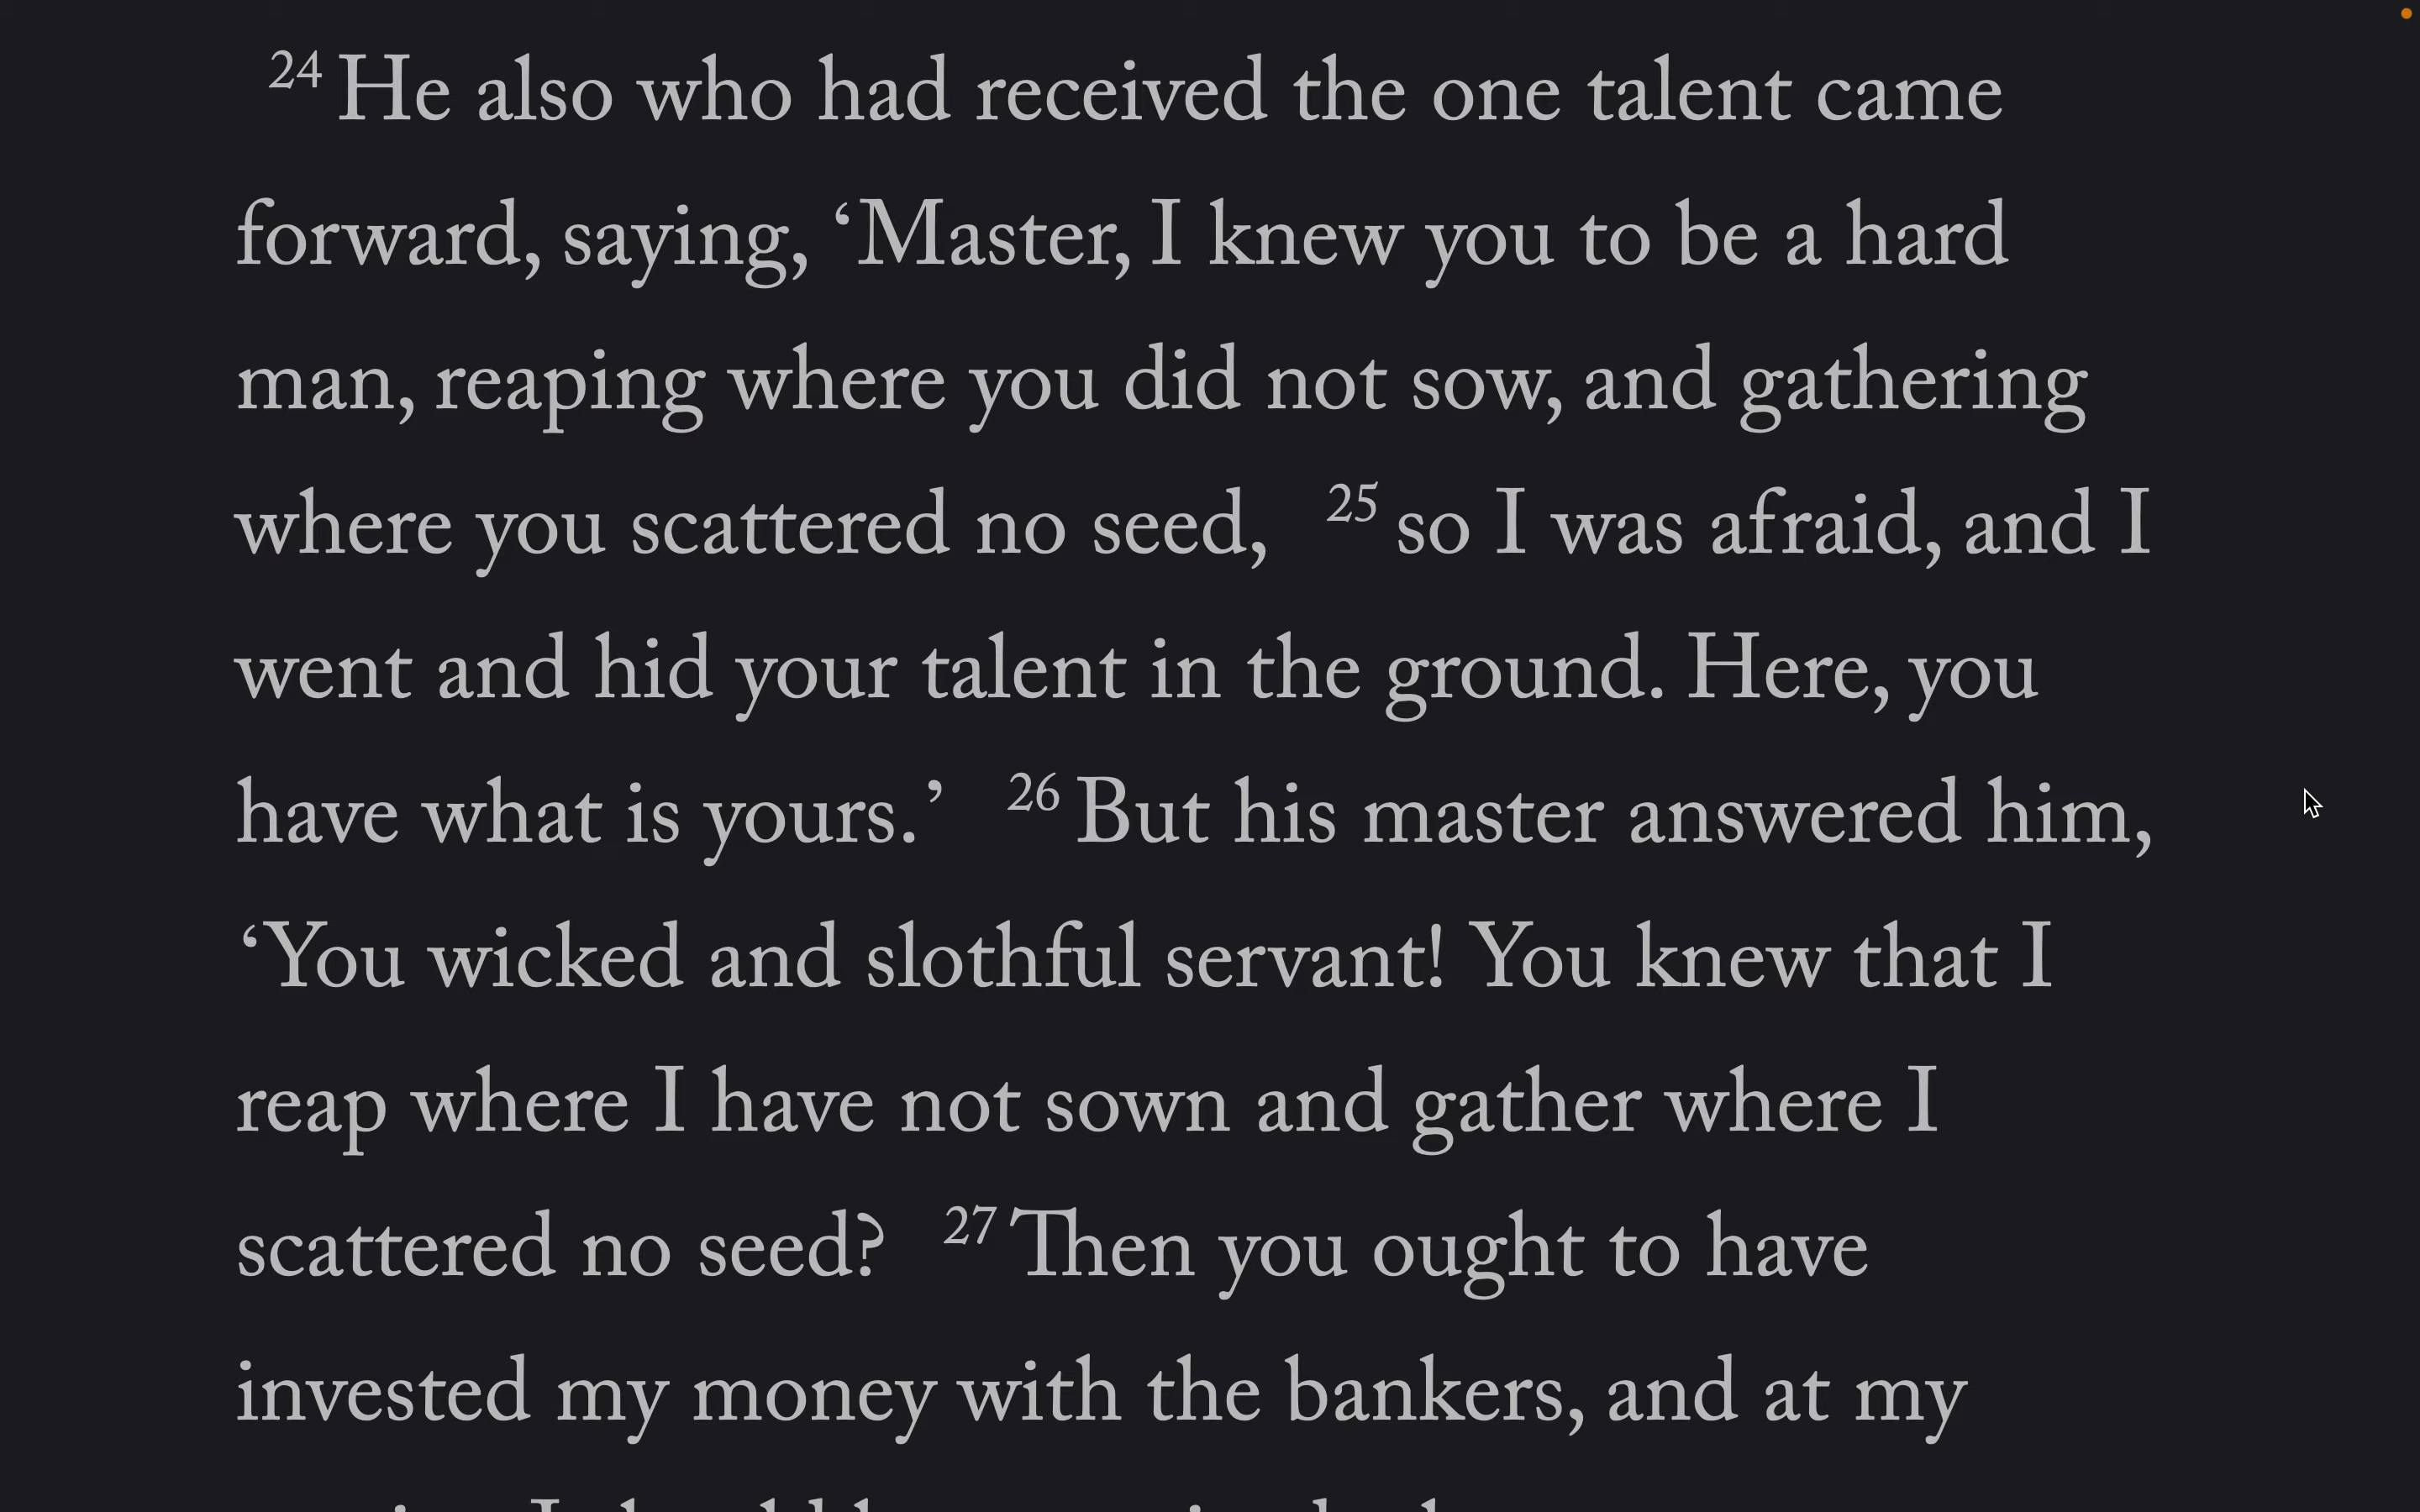 24 He also who had received the one talent came
forward, saying, ‘Master, I knew you to be a hard
man, reaping where you did not sow, and gathering
where you scattered no seed, 25 so I was afraid, and I
went and hid your talent in the ground. Here, you
have what is yours.’ 26 But his master answered him,
‘You wicked and slothful servant! You knew that I
reap where I have not sown and gather where I
scattered no seed? 27 Then you ought to have
invested my money with the bankers, and at my